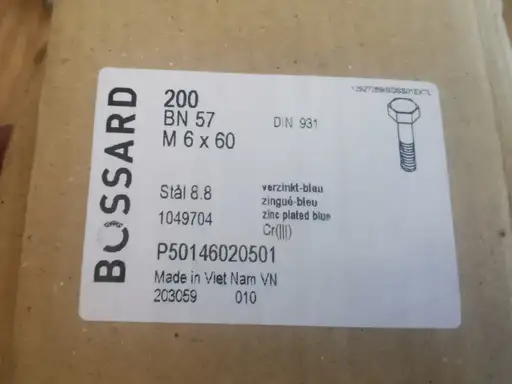 BOSSARD
200
BN 57
DIN 931
M 6 x 60
Stål 8.8
verzinkt-blau
zingué-bleu
1049704
zinc plated blue
Cr(|||)
P50146020501
Made in Viet Nam VN
203059 010